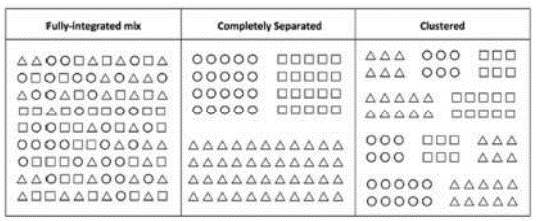 Fully-integrated mix
Completely Separated
Clustered